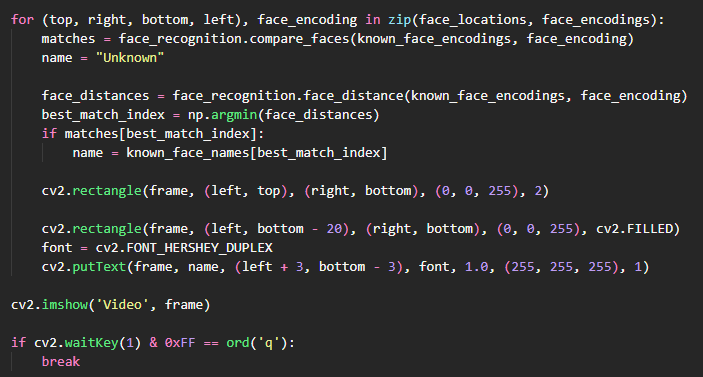 for (top, right, bottom, left), face_encoding in zip(face_locations, face_encodings):
    matches = face_recognition.compare_faces(known_face_encodings, face_encoding)
    name = "Unknown"

    face_distances = face_recognition.face_distance(known_face_encodings, face_encoding)
    best_match_index = np.argmin(face_distances)
    if matches[best_match_index]:
        name = known_face_names[best_match_index]

    cv2.rectangle(frame, (left, top), (right, bottom), (0, 0, 255), 2)

    cv2.rectangle(frame, (left, bottom - 20), (right, bottom), (0, 0, 255), cv2.FILLED)
    font = cv2.FONT_HERSHEY_DUPLEX
    cv2.putText(frame, name, (left + 3, bottom - 3), font, 1.0, (255, 255, 255), 1)

cv2.imshow('Video', frame)

if cv2.waitKey(1) & 0xFF == ord('q'):
    break